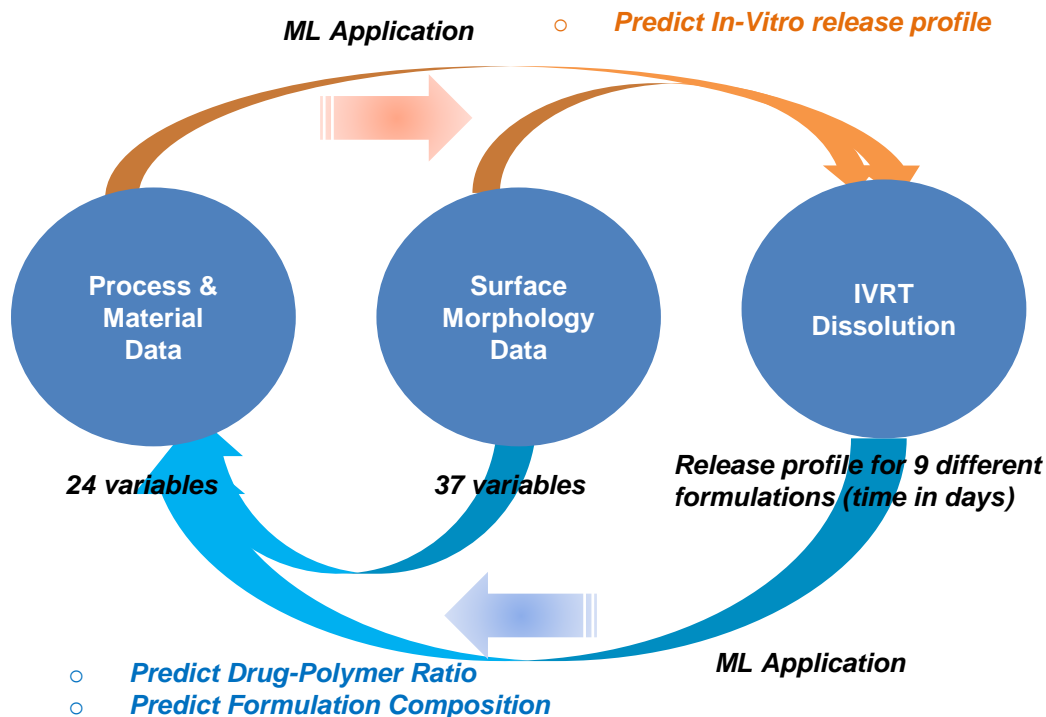 ML Application
○ Predict In-Vitro release profile
Process &
Material
Data
Surface
Morphology
Data
IVRT
Dissolution
24 variables
37 variables
Release profile for 9 different
formulations (time in days)
ML Application
○ Predict Drug-Polymer Ratio
○ Predict Formulation Composition